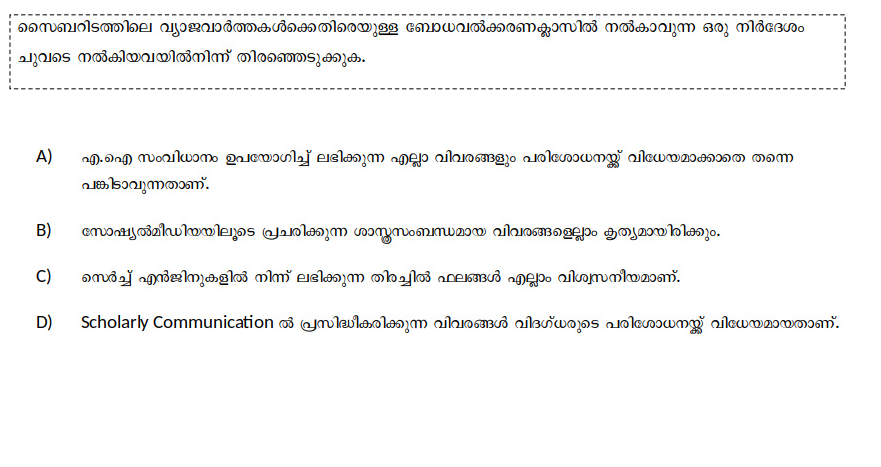 സൈബറിടത്തിലെ വ്യാജവാർത്തകൾക്കെതിരെയുള്ള ബോധവൽക്കരണക്ലാസിൽ നൽകാവുന്ന ഒരു നിർദേശം
ചുവടെ നൽകിയവയിൽനിന്ന് തിരഞ്ഞെടുക്കുക.
A) എ.ഐ സംവിധാനം ഉപയോഗിച്ച് ലഭിക്കുന്ന എല്ലാ വിവരങ്ങളും പരിശോധനയ്ക്ക് വിധേയമാക്കാതെ തന്നെ
പങ്കിടാവുന്നതാണ്.
B) സോഷ്യൽമീഡിയയിലൂടെ പ്രചരിക്കുന്ന ശാസ്ത്രസംബന്ധമായ വിവരങ്ങളെല്ലാം കൃത്യമായിരിക്കും.
C) സെർച്ച് എൻജിനുകളിൽ നിന്ന് ലഭിക്കുന്ന തിരച്ചിൽ ഫലങ്ങൾ എല്ലാം വിശ്വസനീയമാണ്.
D) Scholarly Communication ൽ പ്രസിദ്ധീകരിക്കുന്ന വിവരങ്ങൾ വിദഗ്ധരുടെ പരിശോധനയ്ക്ക് വിധേയമായതാണ്.